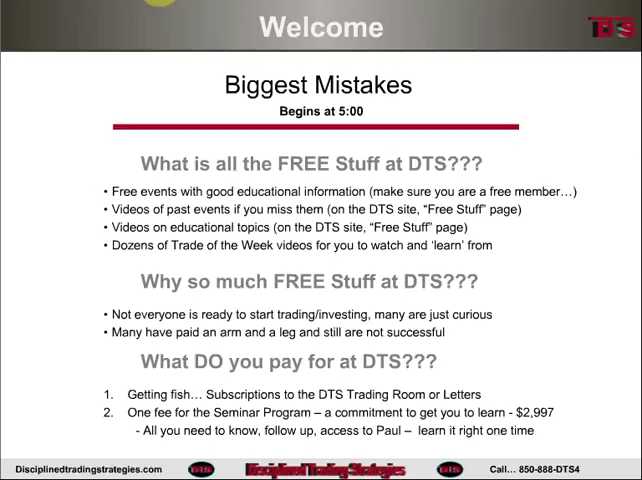 Welcome
DTS
Biggest Mistakes
Begins at 5:00
What is all the FREE Stuff at DTS???
• Free events with good educational information (make sure you are a free member…)
• Videos of past events if you miss them (on the DTS site, “Free Stuff” page)
• Videos on educational topics (on the DTS site, “Free Stuff” page)
• Dozens of Trade of the Week videos for you to watch and ‘learn’ from
Why so much FREE Stuff at DTS???
• Not everyone is ready to start trading/investing, many are just curious
• Many have paid an arm and a leg and still are not successful
What DO you pay for at DTS???
1. Getting fish… Subscriptions to the DTS Trading Room or Letters
2. One fee for the Seminar Program – a commitment to get you to learn - $2,997
- All you need to know, follow up, access to Paul – learn it right one time
Disciplinedtradingstrategies.com DTS Disciplined Trading Strategies DTS Call… 850-888-DTS4